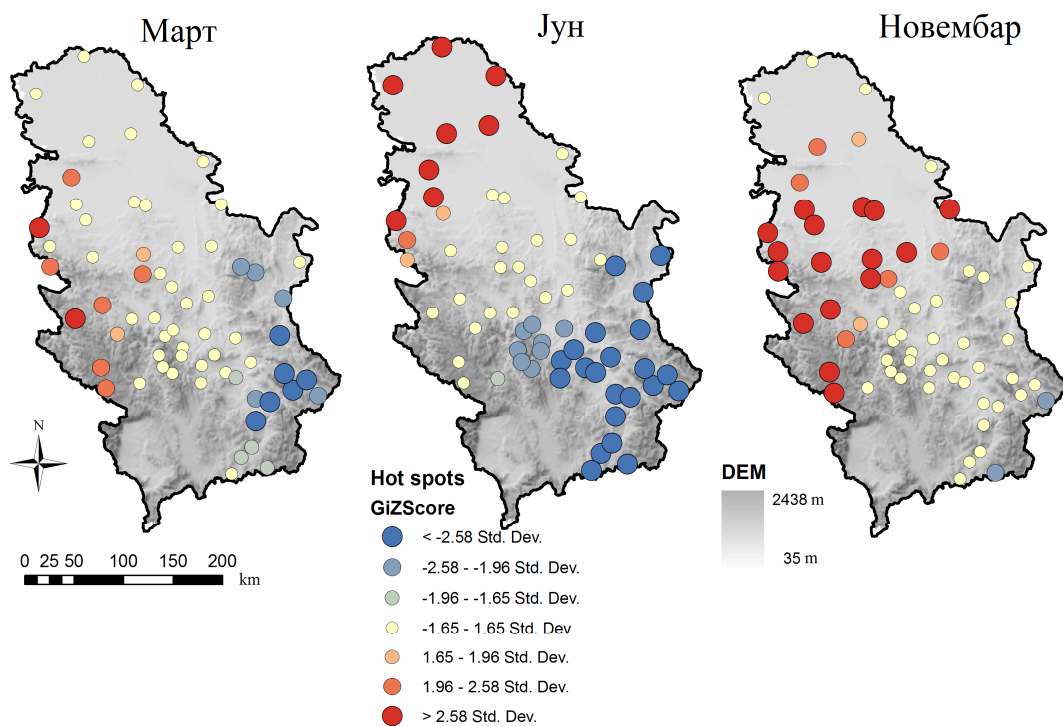 Март
Јун
Новембар
N
0 25 50 100 150 200
km
Hot spots
GiZScore
< -2.58 Std. Dev.
-2.58 - -1.96 Std. Dev.
-1.96 - -1.65 Std. Dev.
-1.65 - 1.65 Std. Dev.
1.65 - 1.96 Std. Dev.
1.96 - 2.58 Std. Dev.
> 2.58 Std. Dev.
DEM
2438 m
35 m